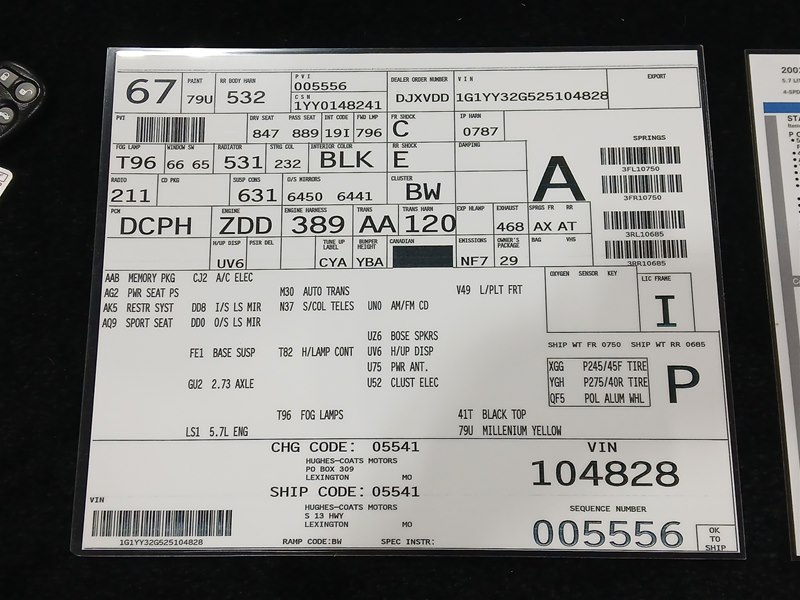 67
PAINT
79U
RR BODY HARN
532
PVI
005556
CSN
1YY0148241
DEALER ORDER NUMBER
DJXVDD
VIN
1G1YY32G525104828
EXPORT
PVI
DRV SEAT PASS SEAT INT CODE FWD LMP
847 889 19I 796
FR SHOCK
C
IP HARN
0787
SPRINGS
FOG LAMP
T96
WINDOW SW
66 65
RADIATOR
531
STRG COL
232
INTERIOR COLOR
BLK
RR SHOCK
E
DAMPING
A
3FL10750
3FR10750
3RL10685
3RR10685
RADIO
211
CD PKG
SUSP CONS
631
O/S MIRRORS
6450 6441
CLUSTER
BW
PCM
DCPH
ENGINE
ZDD
ENGINE HARNESS
389
TRANS
AA
TRANS HARN
120
EXP HLAMP
EXHAUST
468
SPRGS FR RR
AX AT
H/UP DISP
UV6
PSIR DEL
TUNE UP LABEL
CYA
BUMPER HEIGHT
YBA
CANADIAN
EMISSIONS
NF7
OWNER'S PACKAGE
29
BAG VHS
AAB MEMORY PKG CJ2 A/C ELEC
AG2 PWR SEAT PS M30 AUTO TRANS V49 L/PLT FRT
AK5 RESTR SYST DD8 I/S LS MIR N37 S/COL TELES UN0 AM/FM CD
AQ9 SPORT SEAT DD0 O/S LS MIR
UZ6 BOSE SPKRS
FE1 BASE SUSP T82 H/LAMP CONT UV6 H/UP DISP
U75 PWR ANT.
GU2 2.73 AXLE U52 CLUST ELEC
T96 FOG LAMPS 41T BLACK TOP
LS1 5.7L ENG 79U MILLENIUM YELLOW
OXYGEN SENSOR KEY
LIC FRAME
I
SHIP WT FR 0750 SHIP WT RR 0685
XGG P245/45F TIRE
YGH P275/40R TIRE
QF5 POL ALUM WHL
P
CHG CODE: 05541
HUGHES-COATS MOTORS
PO BOX 309
LEXINGTON MO
SHIP CODE: 05541
HUGHES-COATS MOTORS
S 13 HWY
LEXINGTON MO
RAMP CODE:BW SPEC INSTR:
VIN
1G1YY32G525104828
VIN
104828
SEQUENCE NUMBER
005556
OK
TO
SHIP